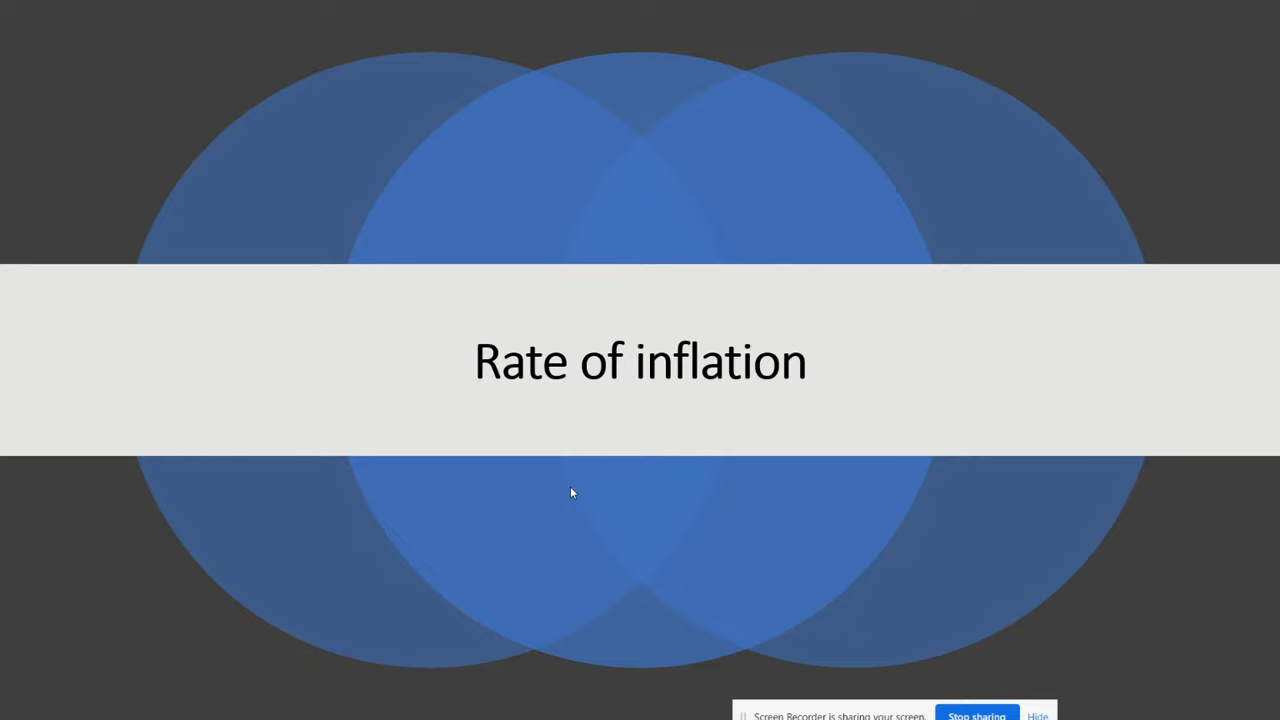 Rate of inflation
Screen Recorder is sharing your screen. Stop sharing Hide